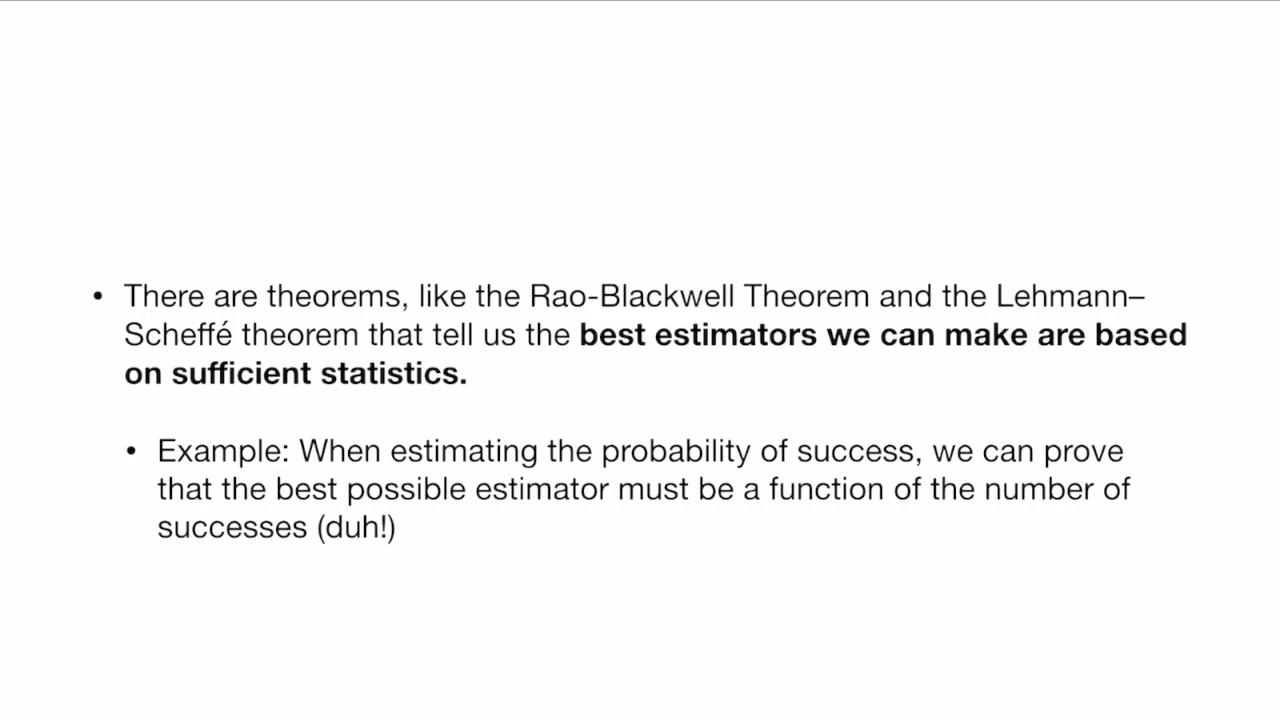 • There are theorems, like the Rao-Blackwell Theorem and the Lehmann–
Scheffé theorem that tell us the best estimators we can make are based
on sufficient statistics.
• Example: When estimating the probability of success, we can prove
that the best possible estimator must be a function of the number of
successes (duh!)